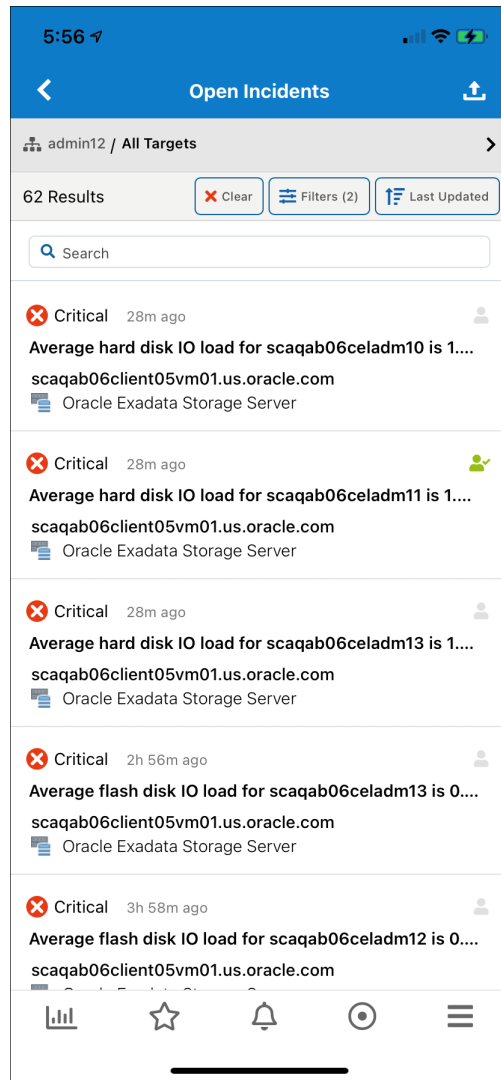 5:56
Open Incidents
admin12 / All Targets
62 Results
Clear
Filters (2)
Last Updated
Search
Critical 28m ago
Average hard disk IO load for scaqab06celadm10 is 1....
scaqab06client05vm01.us.oracle.com
Oracle Exadata Storage Server
Critical 28m ago
Average hard disk IO load for scaqab06celadm11 is 1....
scaqab06client05vm01.us.oracle.com
Oracle Exadata Storage Server
Critical 28m ago
Average hard disk IO load for scaqab06celadm13 is 1....
scaqab06client05vm01.us.oracle.com
Oracle Exadata Storage Server
Critical 2h 56m ago
Average flash disk IO load for scaqab06celadm13 is 0....
scaqab06client05vm01.us.oracle.com
Oracle Exadata Storage Server
Critical 3h 58m ago
Average flash disk IO load for scaqab06celadm12 is 0....
scaqab06client05vm01.us.oracle.com